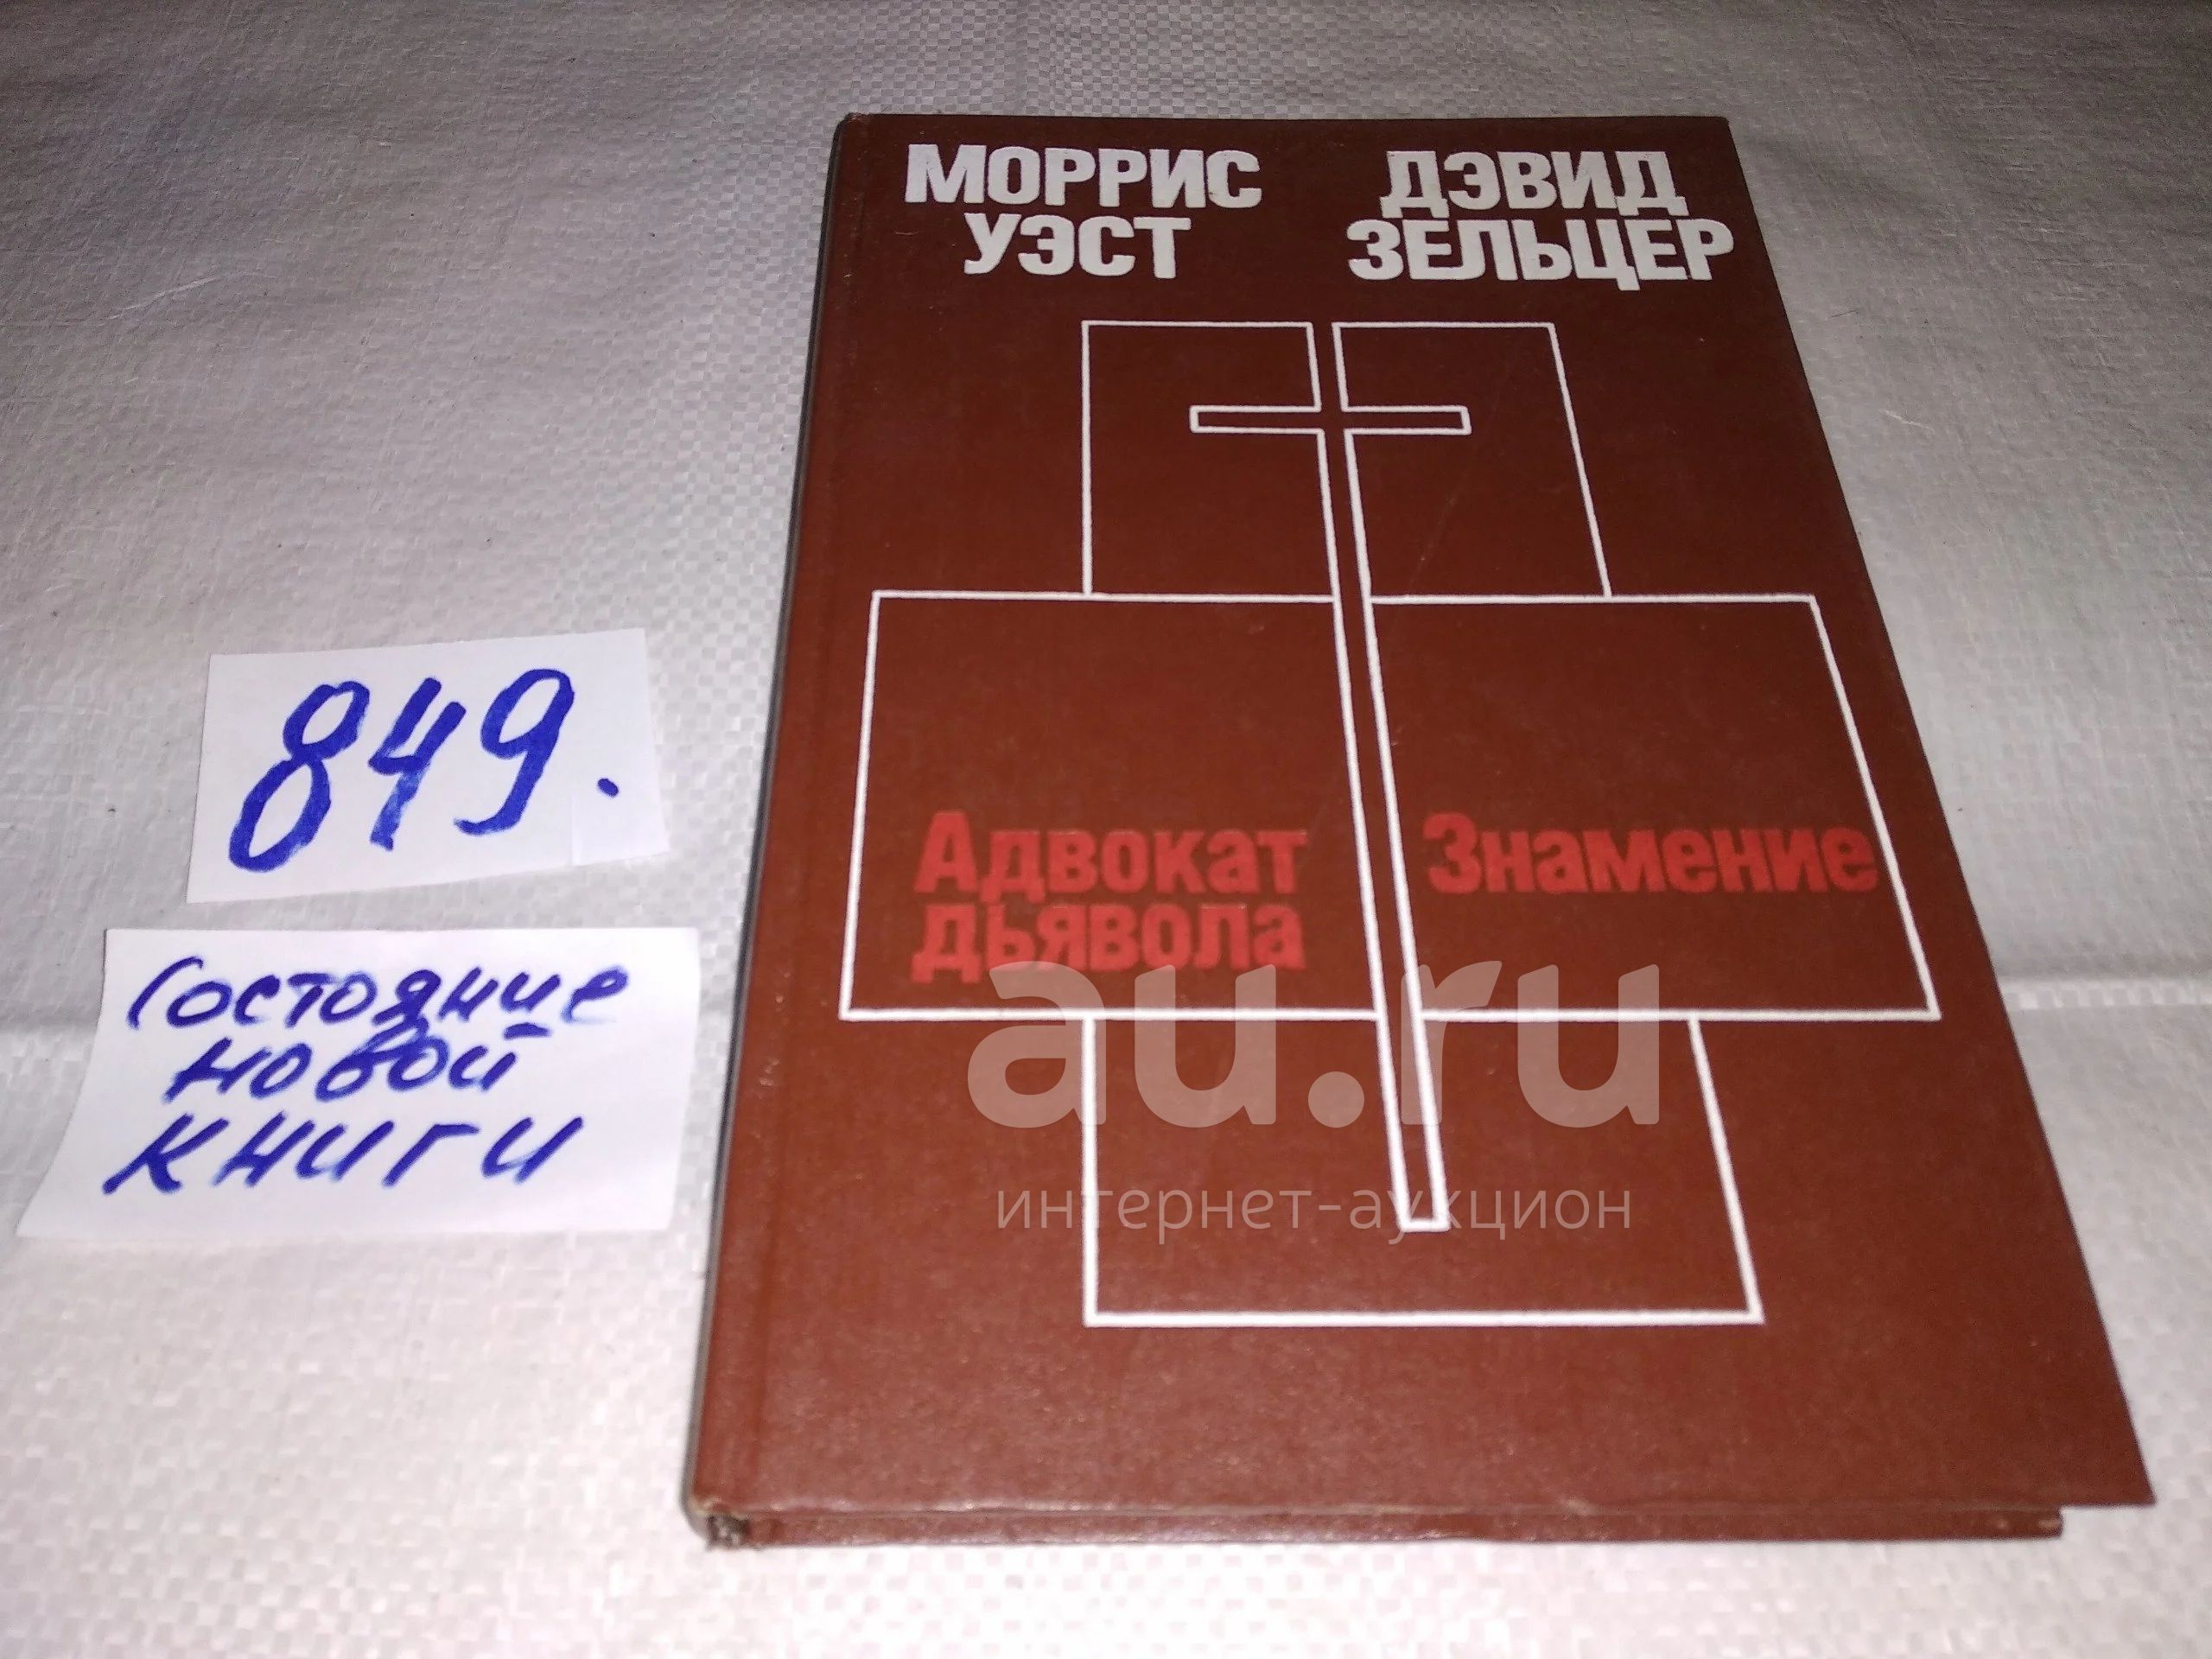 МОРРИС
УЭСТ
ДЭВИД
ЗЕЛЬЦЕР
849.
Адвокат
дьявола
Знамение
Состояние
новой
книги
au.ru
интернет-аукцион